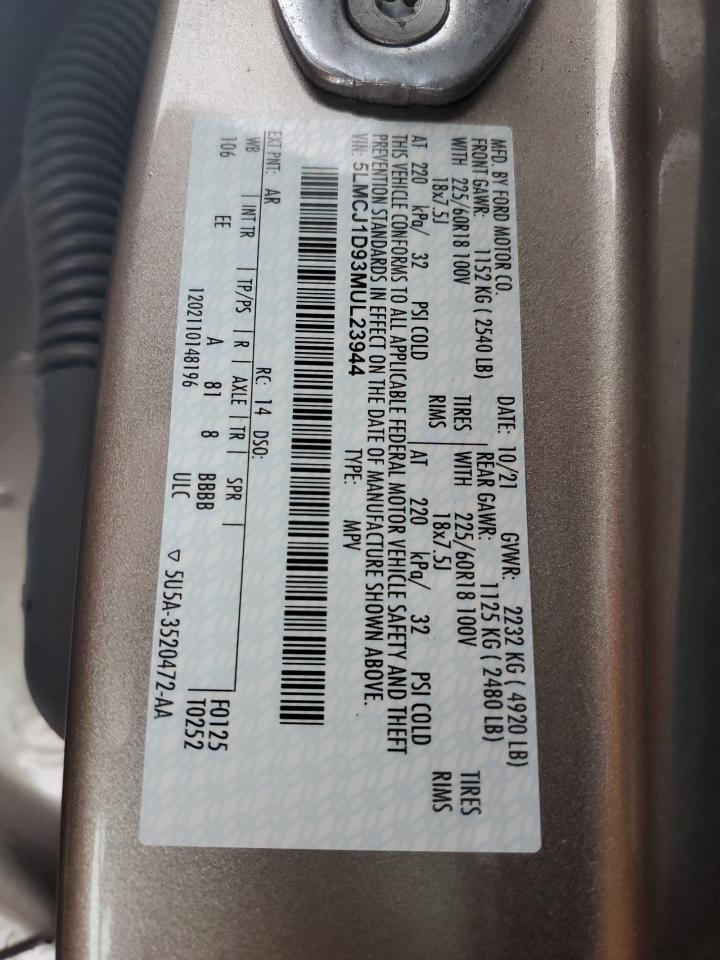 MFD. BY FORD MOTOR CO.
DATE: 10/21 GVWR: 2232 KG ( 4920 LB)
FRONT GAWR: 1152 KG ( 2540 LB) REAR GAWR: 1125 KG ( 2480 LB)
WITH 225/60R18 100V TIRES WITH 225/60R18 100V TIRES
18x7.5J RIMS 18x7.5J RIMS
AT 220 kPa/ 32 PSI COLD AT 220 kPa/ 32 PSI COLD
THIS VEHICLE CONFORMS TO ALL APPLICABLE FEDERAL MOTOR VEHICLE SAFETY AND THEFT
PREVENTION STANDARDS IN EFFECT ON THE DATE OF MANUFACTURE SHOWN ABOVE.
VIN: 5LMCJ1D93MUL23944 TYPE: MPV
EXT PNT: AR RC: 14 DSO:
WB | INT TR | TP/PS | R | AXLE | TR | SPR | F0125
106 EE A 81 8 BBBB T0252
1202110148196 ULC ▽ 5U5A-3520472-AA